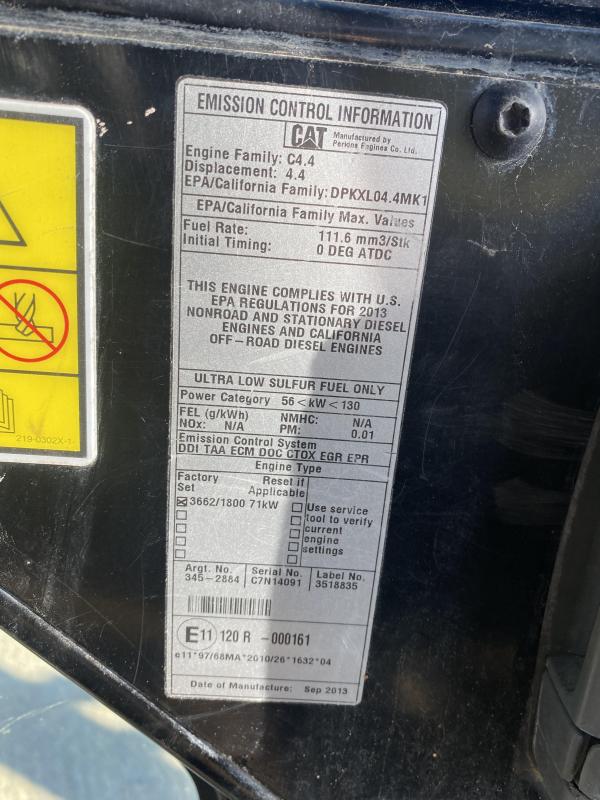 EMISSION CONTROL INFORMATION
CAT Manufactured by
Perkins Engines Co. Ltd.
Engine Family: C4.4
Displacement: 4.4
EPA/California Family: DPKXL04.4MK1
EPA/California Family Max. Values
Fuel Rate: 111.6 mm3/Stk
Initial Timing: 0 DEG ATDC
THIS ENGINE COMPLIES WITH U.S.
EPA REGULATIONS FOR 2013
NONROAD AND STATIONARY DIESEL
ENGINES AND CALIFORNIA
OFF-ROAD DIESEL ENGINES
ULTRA LOW SULFUR FUEL ONLY
Power Category 56<kW<130
FEL (g/kWh) NMHC: N/A
NOx: N/A PM: 0.01
Emission Control System
DDI TAA ECM DOC CTOX EGR EPR
Engine Type
Factory Set Reset if Applicable
3662/1800 71kW
Use service
tool to verify
current
engine
settings
Argt. No. Serial No. Label No.
345-2884 C7N14091 3518835
E11 120 R -000161
e11*97/68MA*2010/26*1632*04
Date of Manufacture: Sep 2013
219-0302X-1